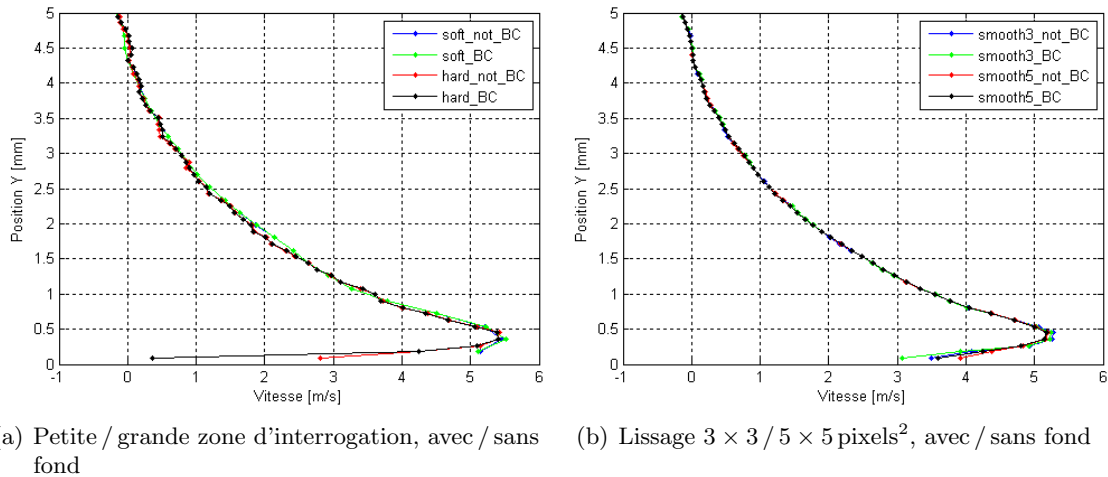 5
4.5
4
3.5
3
2.5
2
1.5
1
0.5
0
Position Y [mm]
-1 0 1 2 3 4 5 6
Vitesse [m/s]
soft_not_BC
soft_BC
hard_not_BC
hard_BC
5
4.5
4
3.5
3
2.5
2
1.5
1
0.5
0
Position Y [mm]
-1 0 1 2 3 4 5 6
Vitesse [m/s]
smooth3_not_BC
smooth3_BC
smooth5_not_BC
smooth5_BC
a) Petite / grande zone d'interrogation, avec / sans
fond
(b) Lissage 3 × 3 / 5 × 5 pixels², avec / sans fond